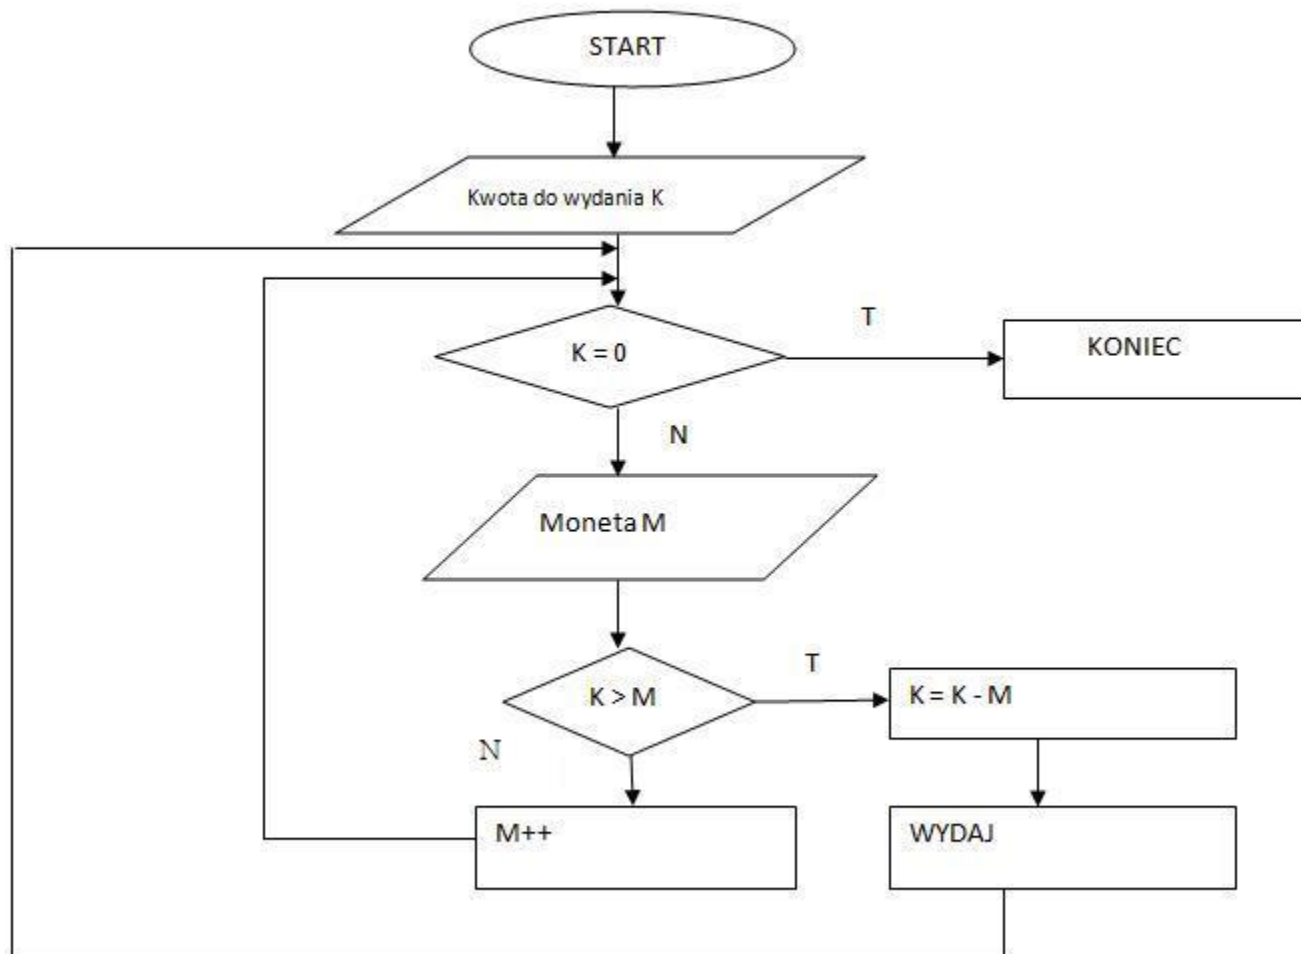 START
Kwota do wydania K
K = 0
T
KONIEC
N
Moneta M
K > M
T
K = K - M
N
M++
WYDAJ